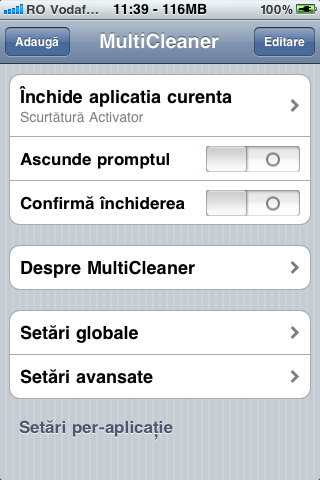 RO Vodaf... 11:39 - 116MB 100%
Adaugă MultiCleaner Editare
Închide aplicatia curenta
Scurtătură Activator
Ascunde promptul
Confirmă închiderea
Despre MultiCleaner
Setări globale
Setări avansate
Setări per-aplicație